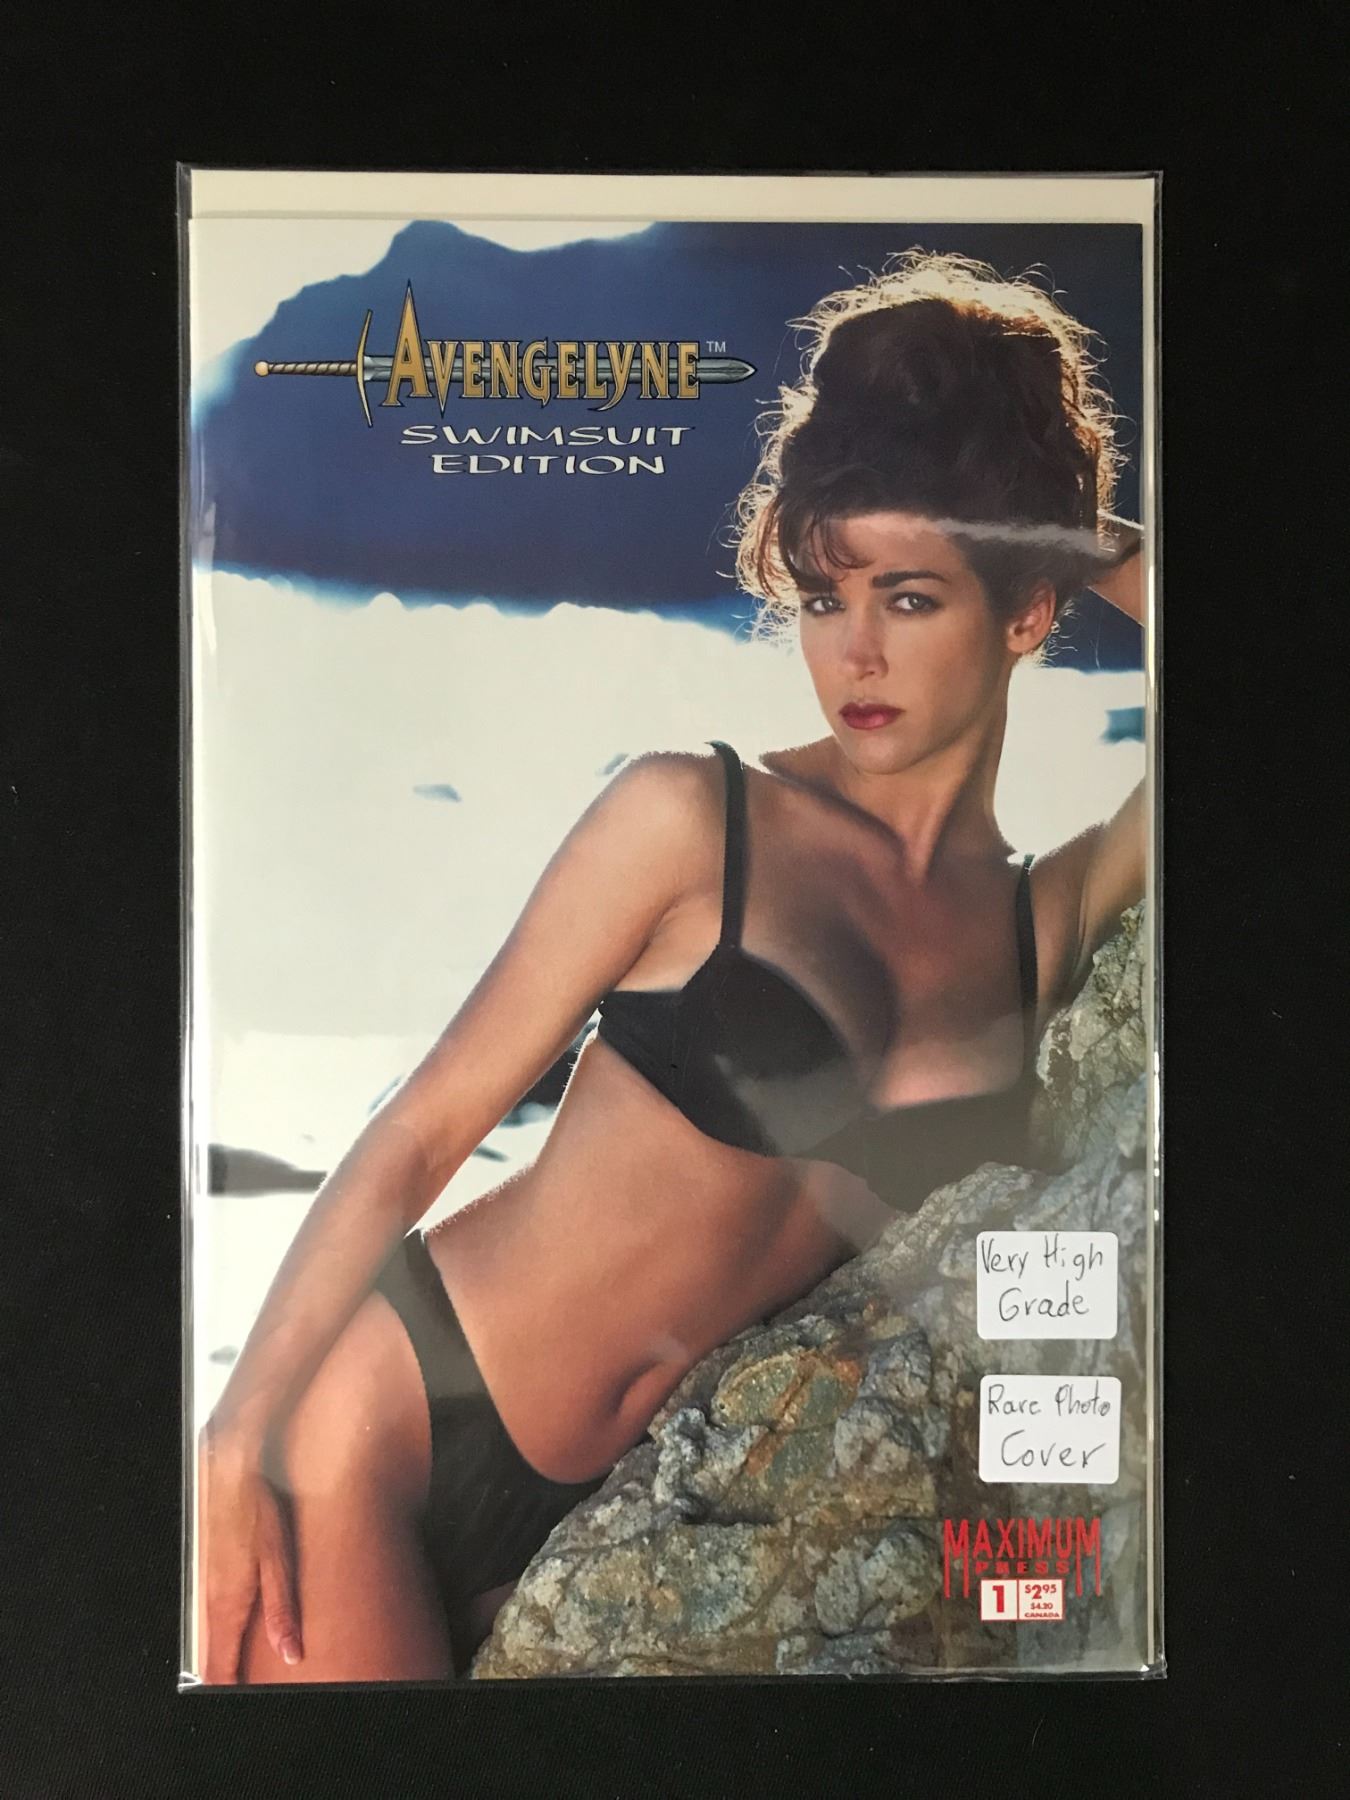 AVENGELYNE™
SWIMSUIT
EDITION
Very High
Grade
Rare Photo
Cover
MAXIMUM
PRESS
1 $2.95
$4.20
CANADA